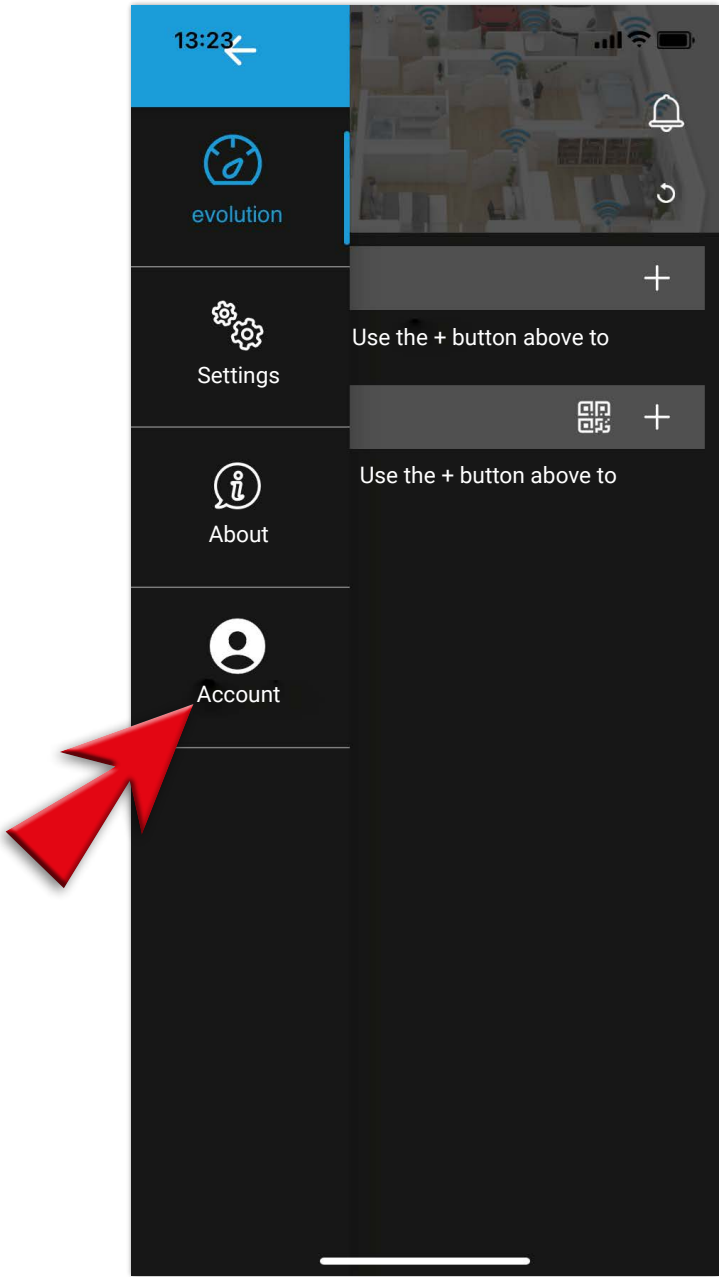 13:23
evolution
Settings
Use the + button above to
About
Use the + button above to
Account